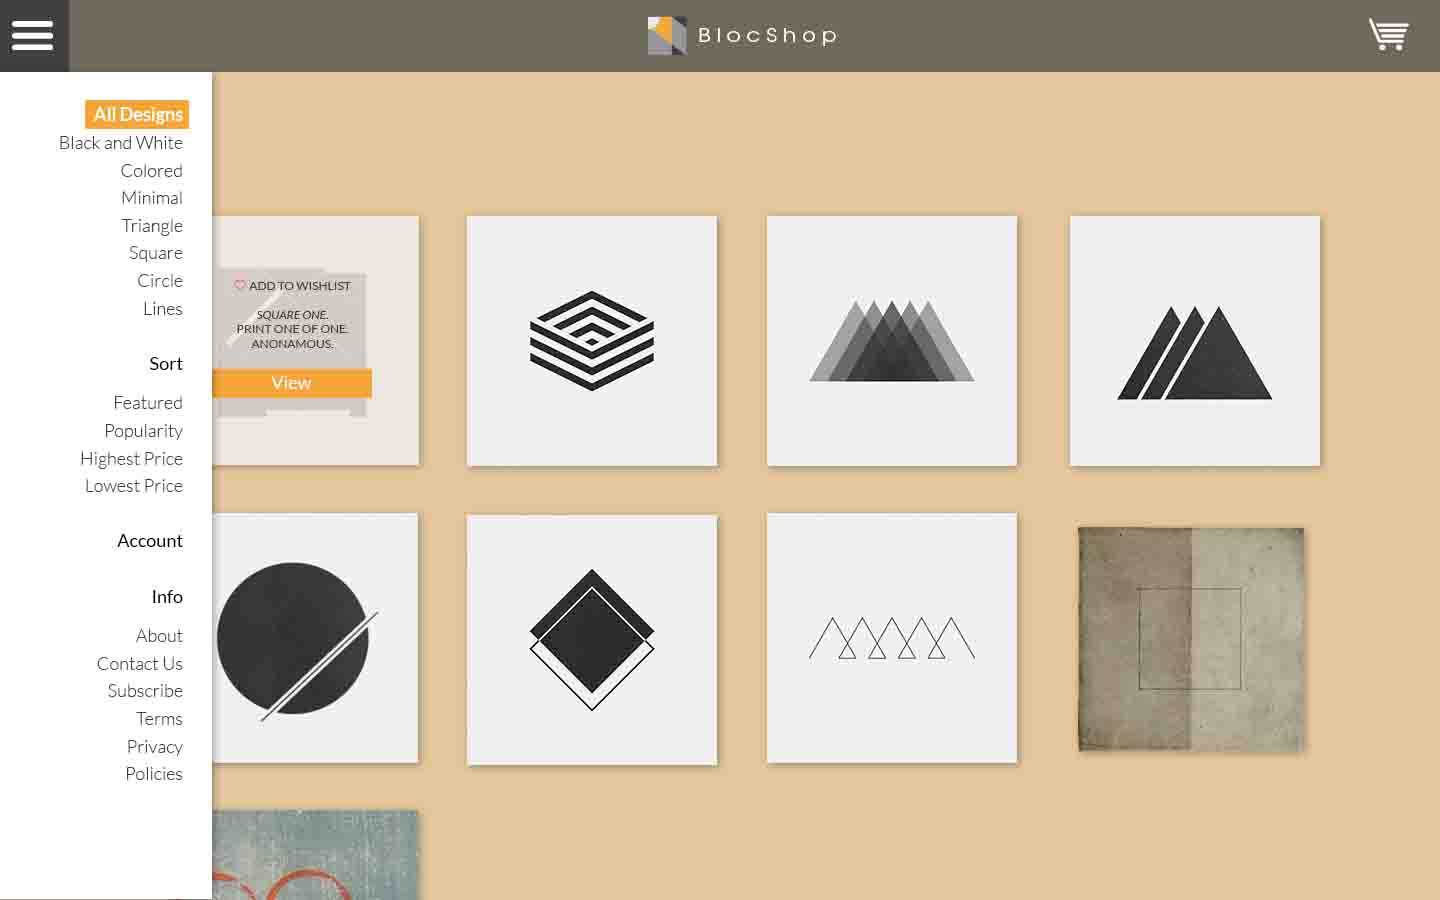 BlocShop
All Designs
Black and White
Colored
Minimal
Triangle
Square
Circle
Lines
Sort
Featured
Popularity
Highest Price
Lowest Price
Account
Info
About
Contact Us
Subscribe
Terms
Privacy
Policies
ADD TO WISHLIST
SQUARE ONE.
PRINT ONE OF ONE.
ANONAMOUS.
View